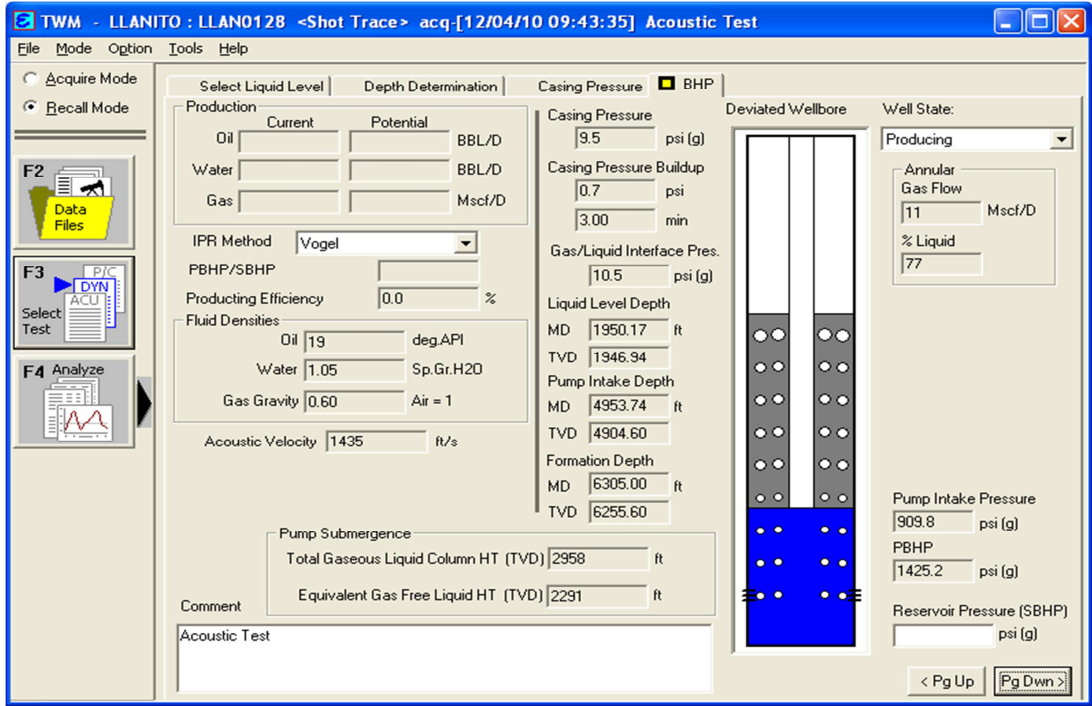 TWM - LLANITO : LLAN0128 <Shot Trace> acq-[12/04/10 09:43:35] Acoustic Test
File Mode Option Tools Help
Acquire Mode
Recall Mode
F2
Data
Files
F3
P/C
DYN
ACU
Select
Test
F4 Analyze
Select Liquid Level
Depth Determination
Casing Pressure
BHP
Production
Current Potential
Oil BBL/D
Water BBL/D
Gas Mscf/D
IPR Method Vogel
PBHP/SBHP
Producting Efficiency 0.0 %
Fluid Densities
Oil 19 deg.API
Water 1.05 Sp.Gr.H2O
Gas Gravity 0.60 Air = 1
Acoustic Velocity 1435 ft/s
Casing Pressure
9.5 psi (g)
Casing Pressure Buildup
0.7 psi
3.00 min
Gas/Liquid Interface Pres.
10.5 psi (g)
Liquid Level Depth
MD 1950.17 ft
TVD 1946.94
Pump Intake Depth
MD 4953.74 ft
TVD 4904.60
Formation Depth
MD 6305.00 ft
TVD 6255.60
Pump Submergence
Total Gaseous Liquid Column HT (TVD) 2958 ft
Equivalent Gas Free Liquid HT (TVD) 2291 ft
Comment
Acoustic Test
Deviated Wellbore
Well State:
Producing
Annular
Gas Flow
11 Mscf/D
% Liquid
77
Pump Intake Pressure
909.8 psi (g)
PBHP
1425.2 psi (g)
Reservoir Pressure (SBHP)
psi (g)
< Pg Up
Pg Dwn >